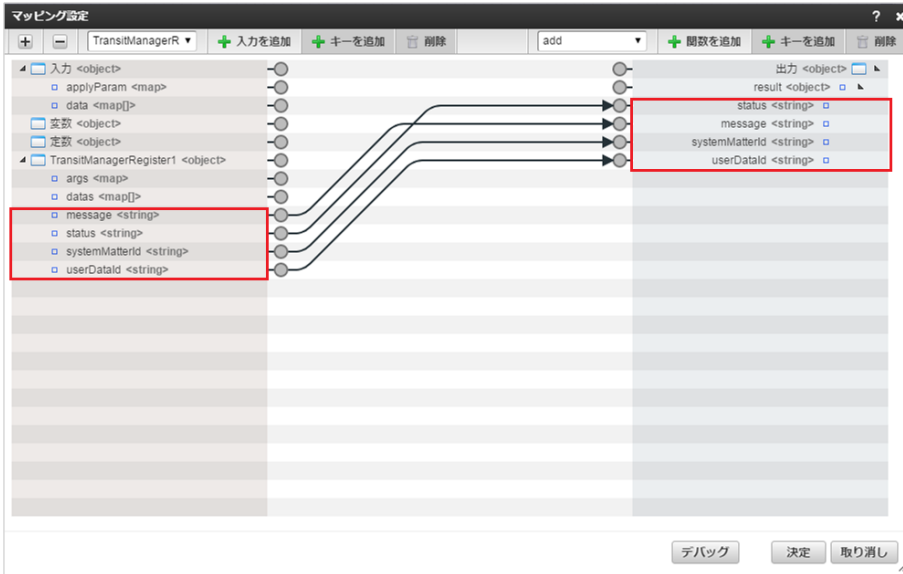 マッピング設定 ?
TransitManagerR ▼ 入力を追加 キーを追加 削除 add ▼ 関数を追加 キーを追加 削除
入力 <object> 出力 <object>
applyParam <map> result <object>
data <map[]> status <string>
変数 <object> message <string>
定数 <object> systemMatterId <string>
TransitManagerRegister1 <object> userDataId <string>
args <map>
datas <map[]>
message <string>
status <string>
systemMatterId <string>
userDataId <string>
デバッグ 決定 取り消し